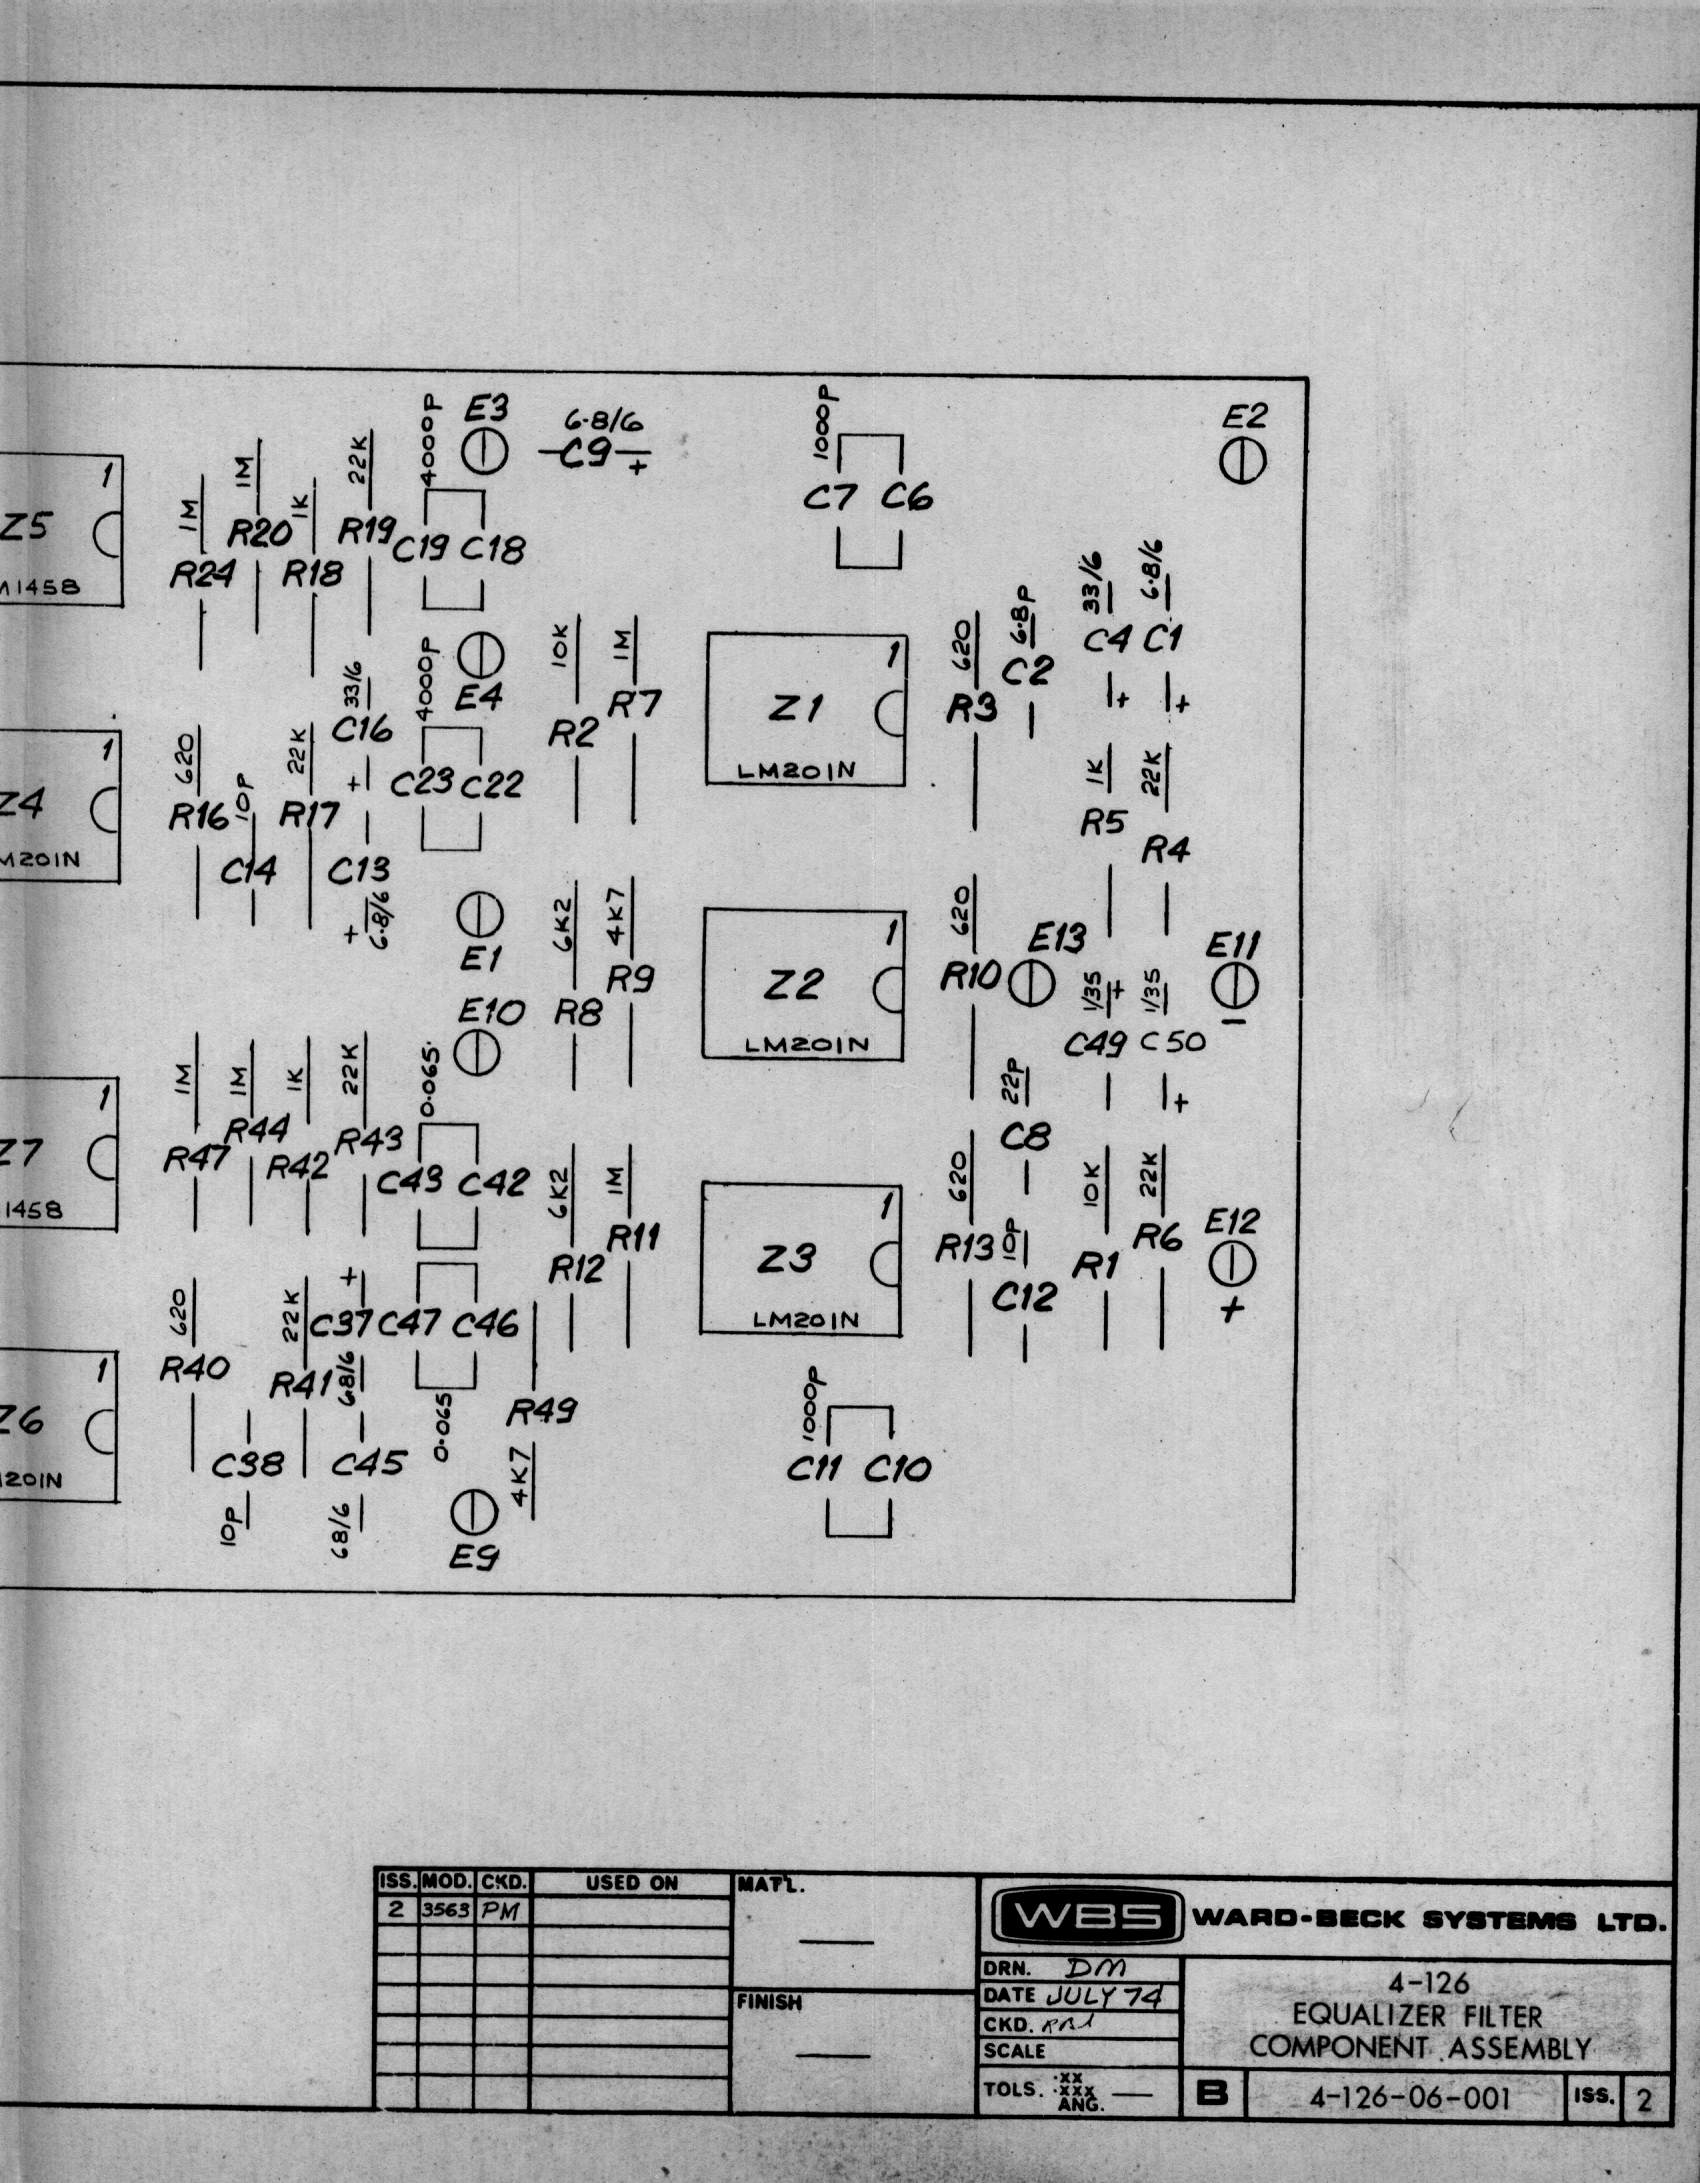 E3
6.8/6
C9
+
4000P
C19 C18
22K
R19
1M
R20
1K
R18
1M
R24
Z5
1
1458
1000P
C7 C6
E2
4000P
E4
C23 C22
33/6
C16
+
C13
6.8/6
+
10K
R2
1M
R7
Z1
1
LM201N
620
R3
6.8P
C2
33/6
C4
+
6.8/6
C1
+
1K
R5
22K
R4
Z4
1
M201N
620
R16
10P
C14
22K
R17
E1
E10
6K2
R8
4K7
R9
Z2
1
LM201N
620
R10
E13
1/35
+
C49
1/35
C50
+
E11
−
Z7
1
1458
1M
R47
1M
R44
1K
R42
22K
R43
0.065
C43 C42
6K2
R12
1M
R11
Z3
1
LM201N
620
R13
22P
C8
10P
C12
10K
R1
22K
R6
E12
+
Z6
1
201N
620
R40
C38
10P
22K
R41
+
C37
68/6
C45
68/6
C47 C46
0.065
E9
R49
4K7
1000P
C11 C10
ISS. MOD. CKD. USED ON
2 3563 PM
MAT'L.
FINISH
WBS WARD-BECK SYSTEMS LTD.
DRN. DM
DATE JULY 74
CKD.
SCALE
TOLS. .XX
.XXX
ANG.
4-126
EQUALIZER FILTER
COMPONENT ASSEMBLY
B 4-126-06-001 ISS. 2